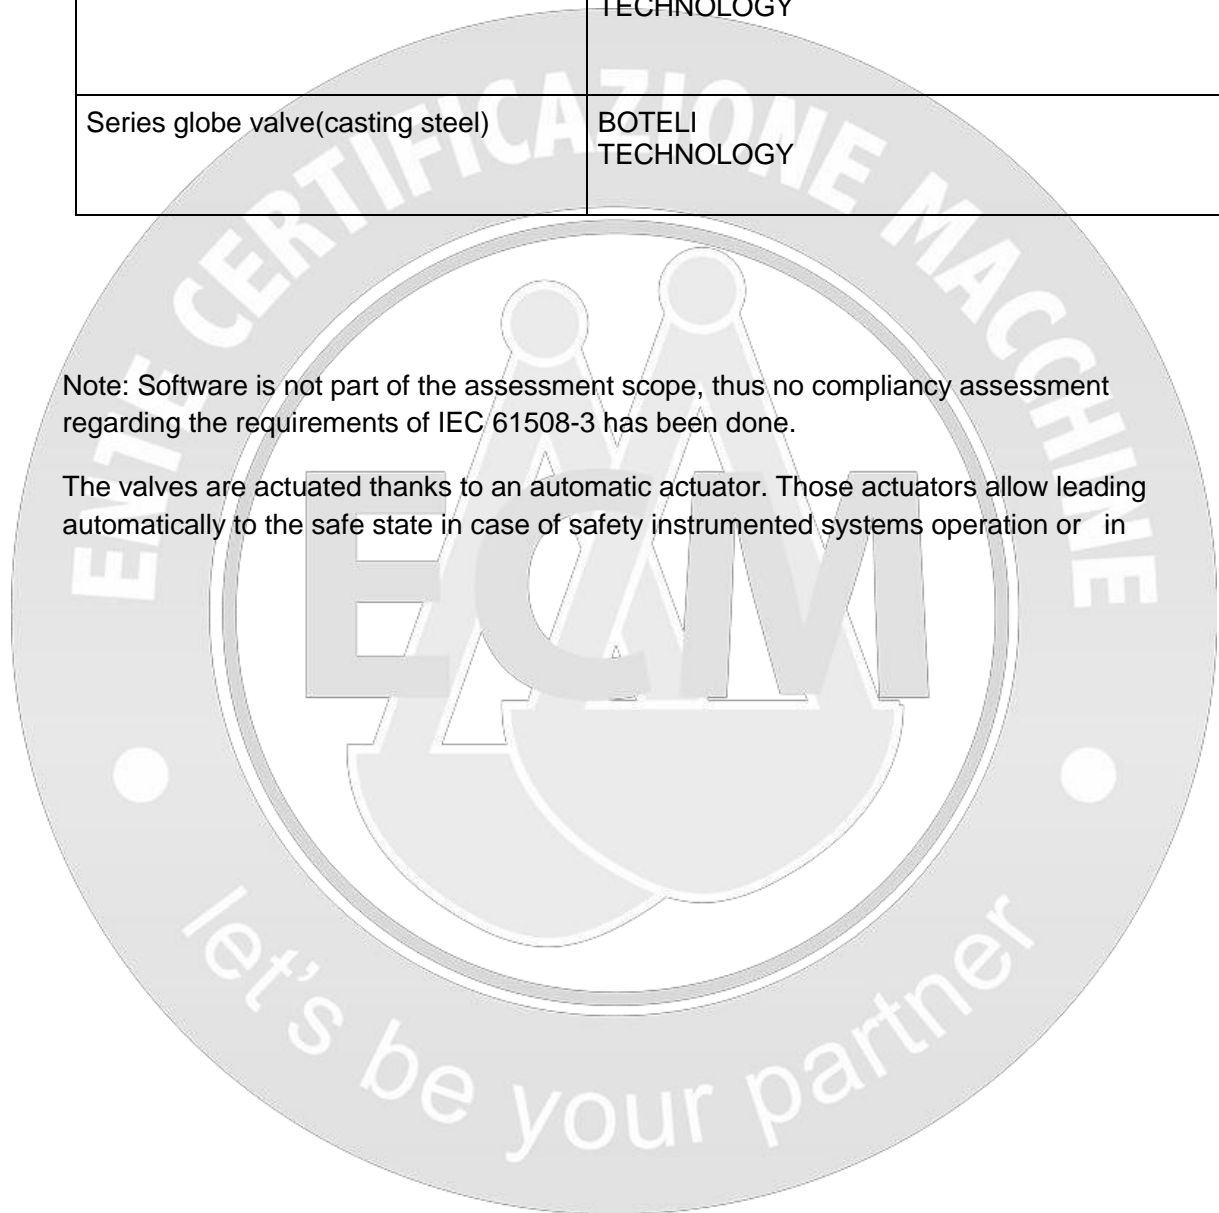 TECHNOLOGY
Series globe valve(casting steel)
BOTELI
TECHNOLOGY
ENTE CERTIFICAZIONE MACCHINE
Note: Software is not part of the assessment scope, thus no compliancy assessment
regarding the requirements of IEC 61508-3 has been done.
The valves are actuated thanks to an automatic actuator. Those actuators allow leading
automatically to the safe state in case of safety instrumented systems operation or in
ECM
let's be your partner